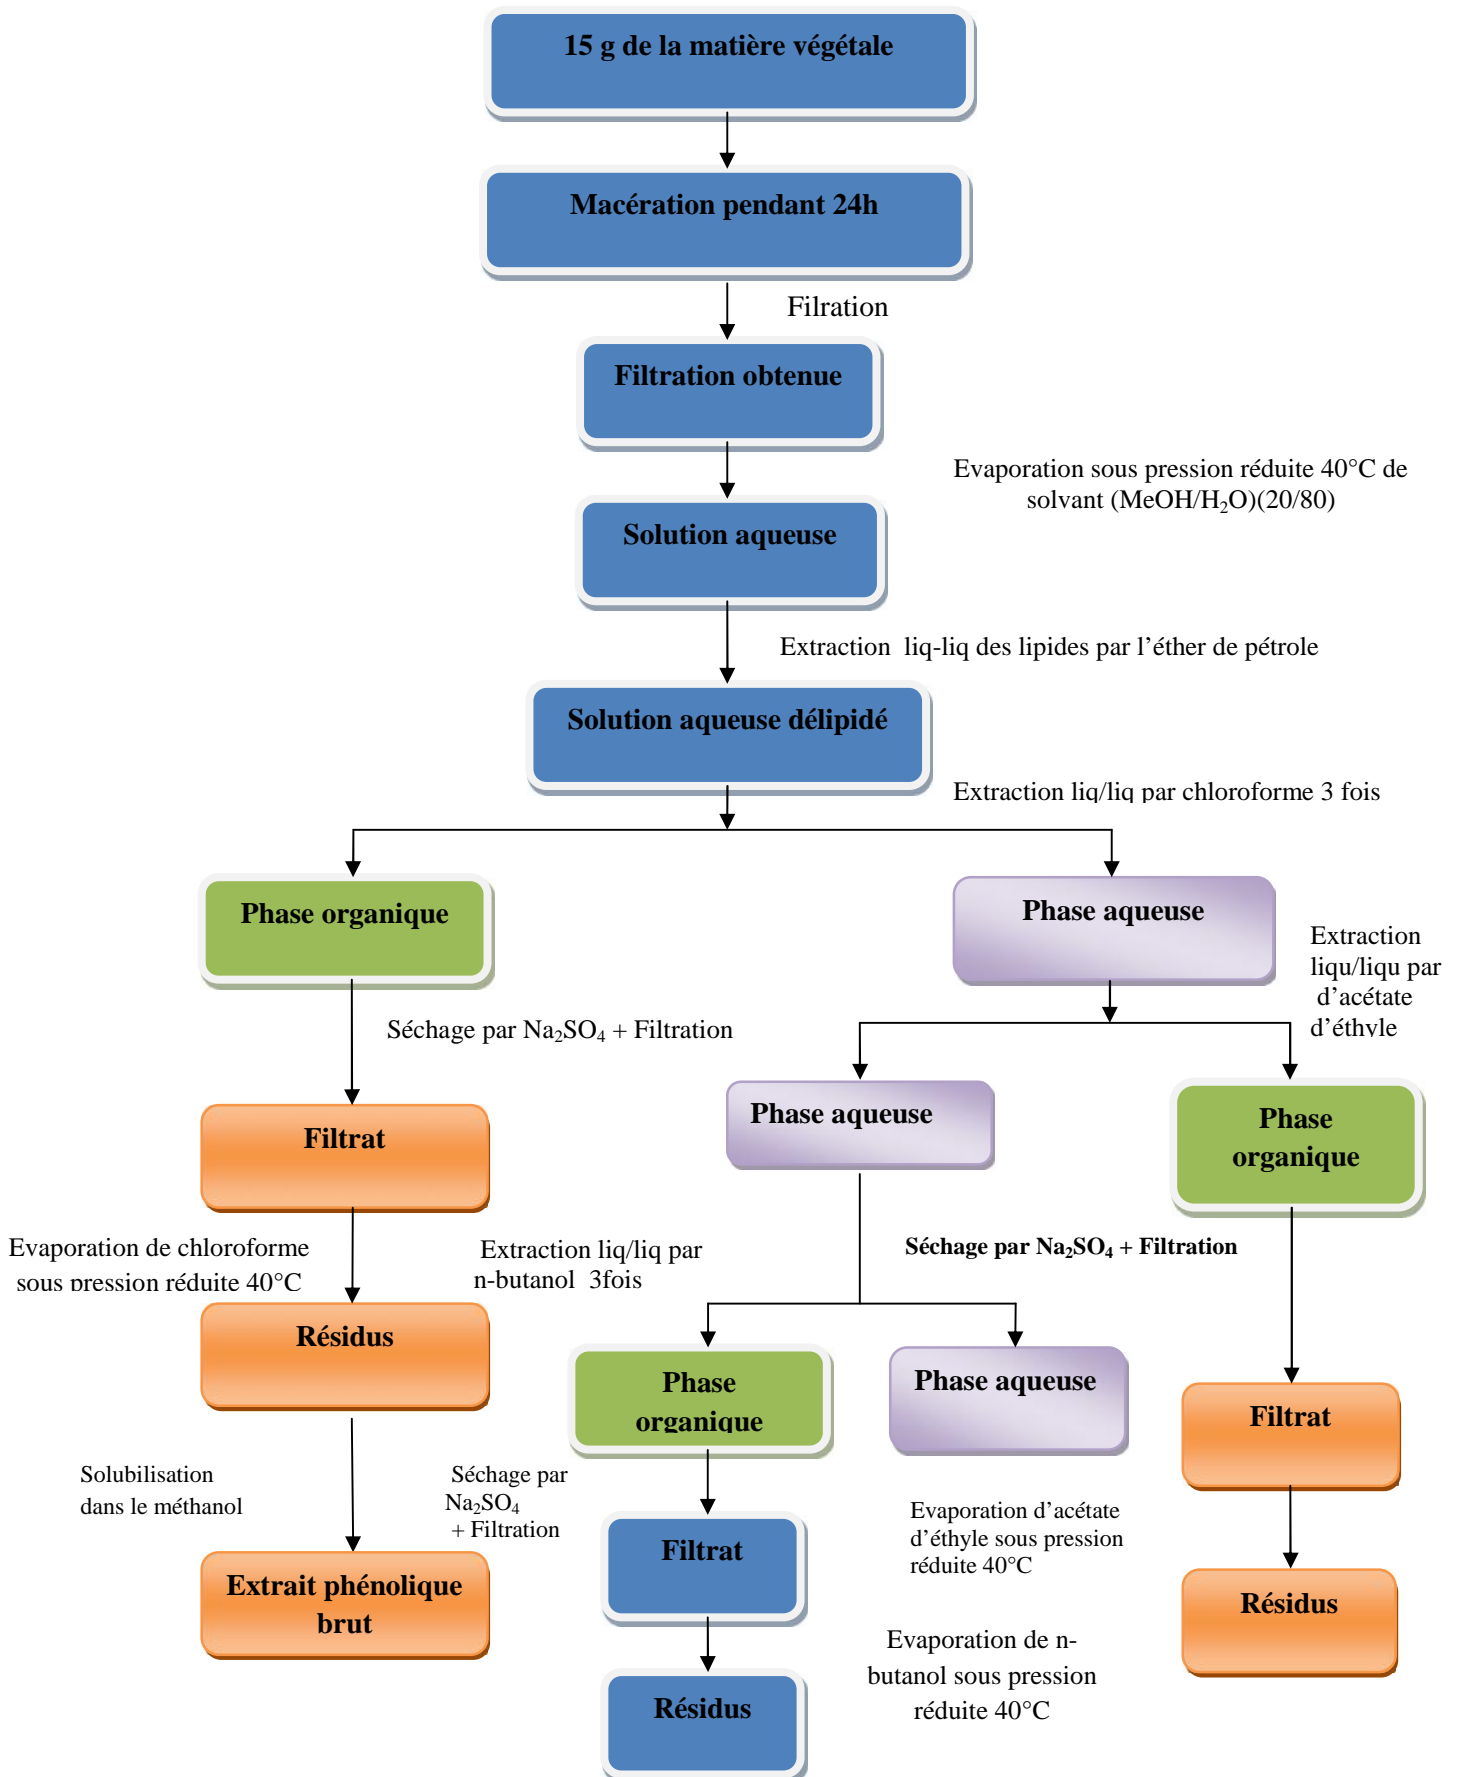 15 g de la matière végétale
Macération pendant 24h
Filration
Filtration obtenue
Evaporation sous pression réduite 40°C de
solvant (MeOH/H₂O)(20/80)
Solution aqueuse
Extraction liq-liq des lipides par l'éther de pétrole
Solution aqueuse délipidé
Extraction liq/liq par chloroforme 3 fois
Phase organique
Phase aqueuse
Extraction
liqu/liqu par
d'acétate
d'éthyle
Séchage par Na₂SO₄ + Filtration
Phase aqueuse
Phase
organique
Filtrat
Evaporation de chloroforme
sous pression réduite 40°C
Extraction liq/liq par
n-butanol 3fois
Séchage par Na₂SO₄ + Filtration
Résidus
Phase
organique
Phase aqueuse
Filtrat
Solubilisation
dans le méthanol
Séchage par
Na₂SO₄
+ Filtration
Evaporation d'acétate
d'éthyle sous pression
réduite 40°C
Extrait phénolique
brut
Filtrat
Résidus
Evaporation de n-
butanol sous pression
réduite 40°C
Résidus